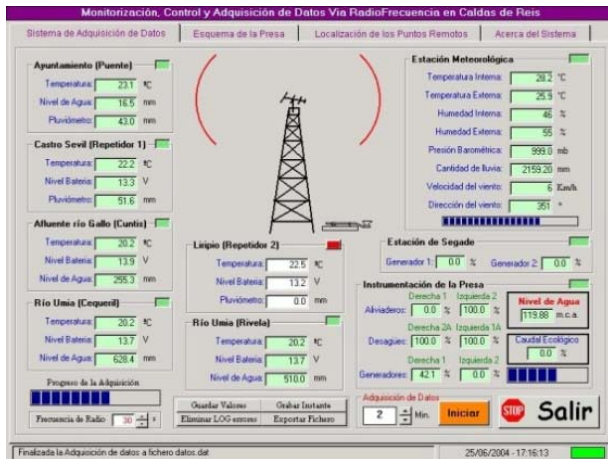 Monitorización, Control y Adquisición de Datos Via RadioFrecuencia en Caldas de Reis
Sistema de Adquisición de Datos
Esquema de la Presa
Localización de los Puntos Remotos
Acerca del Sistema
Ayuntamiento (Puente)
Temperatura: 23.1 ºC
Nivel de Agua: 16.5 mm
Pluviómetro: 43.0 mm
Castro Sevil (Repetidor 1)
Temperatura: 22.2 ºC
Nivel Bateria: 13.3 V
Pluviómetro: 51.6 mm
Afluente río Gallo (Cuntis)
Temperatura: 20.2 ºC
Nivel Bateria: 13.9 V
Nivel de Agua: 255.3 mm
Río Umia (Cequeril)
Temperatura: 20.2 ºC
Nivel Bateria: 13.7 V
Nivel de Agua: 628.4 mm
Progreso de la Adquisición
Frecuencia de Radio 30 s
Liripio (Repetidor 2)
Temperatura: 22.5 ºC
Nivel Bateria: 13.2 V
Pluviómetro: 0.0 mm
Río Umia (Rivela)
Temperatura: 20.2 ºC
Nivel Bateria: 13.7 V
Nivel de Agua: 510.0 mm
Guardar Valores Grabar Instante
Eliminar LOG errores Exportar Fichero
Estación Meteorológica
Temperatura Interna: 28.2 ºC
Temperatura Externa: 25.9 ºC
Humedad Interna: 46 %
Humedad Externa: 55 %
Presión Barométrica: 999.0 mb
Cantidad de lluvia: 2159.20 mm
Velocidad del viento: 6 Km/h
Dirección del viento: 351 º
Estación de Segade
Generador 1: 0.0 % Generador 2: 0.0 %
Instrumentación de la Presa
Derecha 1 Izquierda 2
Aliviaderos: 0.0 % 100.0 %
Derecha 2A Izquierda 1A
Desagües: 100.0 % 100.0 %
Derecha 1 Izquierda 2
Generadores: 42.1 % 0.0 %
Nivel de Agua
119.88 m.c.a.
Caudal Ecológico
0.0 %
Adquisición de Datos
2 Min. Iniciar
STOP Salir
Finalizada la Adquisición de datos a fichero datos.dat
25/06/2004 - 17:16:13